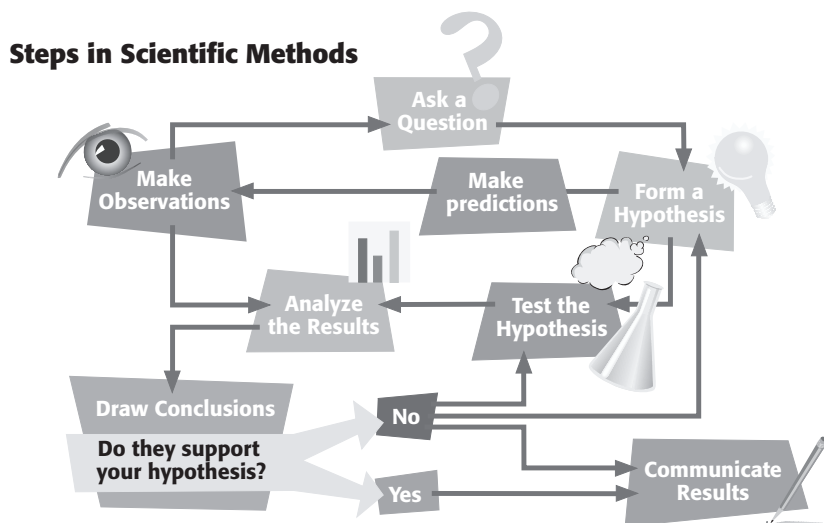 Steps in Scientific Methods
?
Ask a
Question
Make
Observations
Make
predictions
Form a
Hypothesis
Analyze
the Results
Test the
Hypothesis
Draw Conclusions
Do they support
your hypothesis?
No
Yes
Communicate
Results